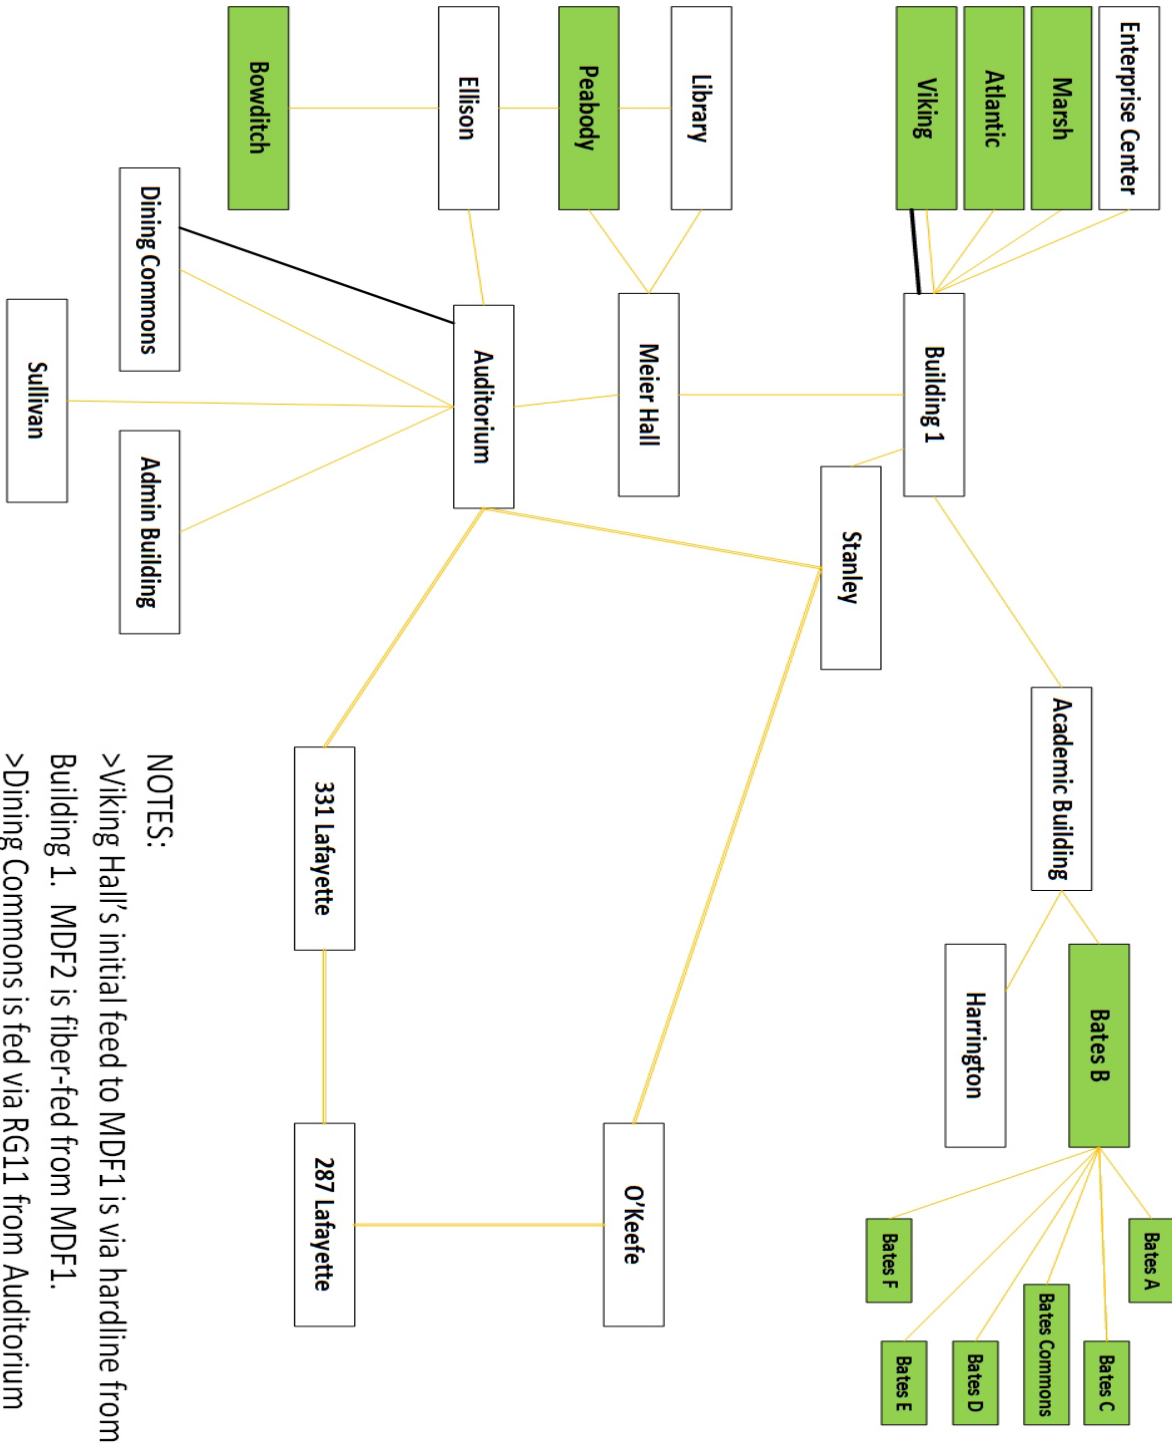 Enterprise Center
Marsh
Atlantic
Viking
Library
Peabody
Ellison
Bowditch
Building 1
Meier Hall
Auditorium
Dining Commons
Sullivan
Admin Building
Stanley
Academic Building
Bates B
Harrington
Bates A
Bates C
Bates Commons
Bates D
Bates E
Bates F
O'Keefe
331 Lafayette
287 Lafayette
NOTES:
>Viking Hall's initial feed to MDF1 is via hardline from
Building 1. MDF2 is fiber-fed from MDF1.
>Dining Commons is fed via RG11 from Auditorium